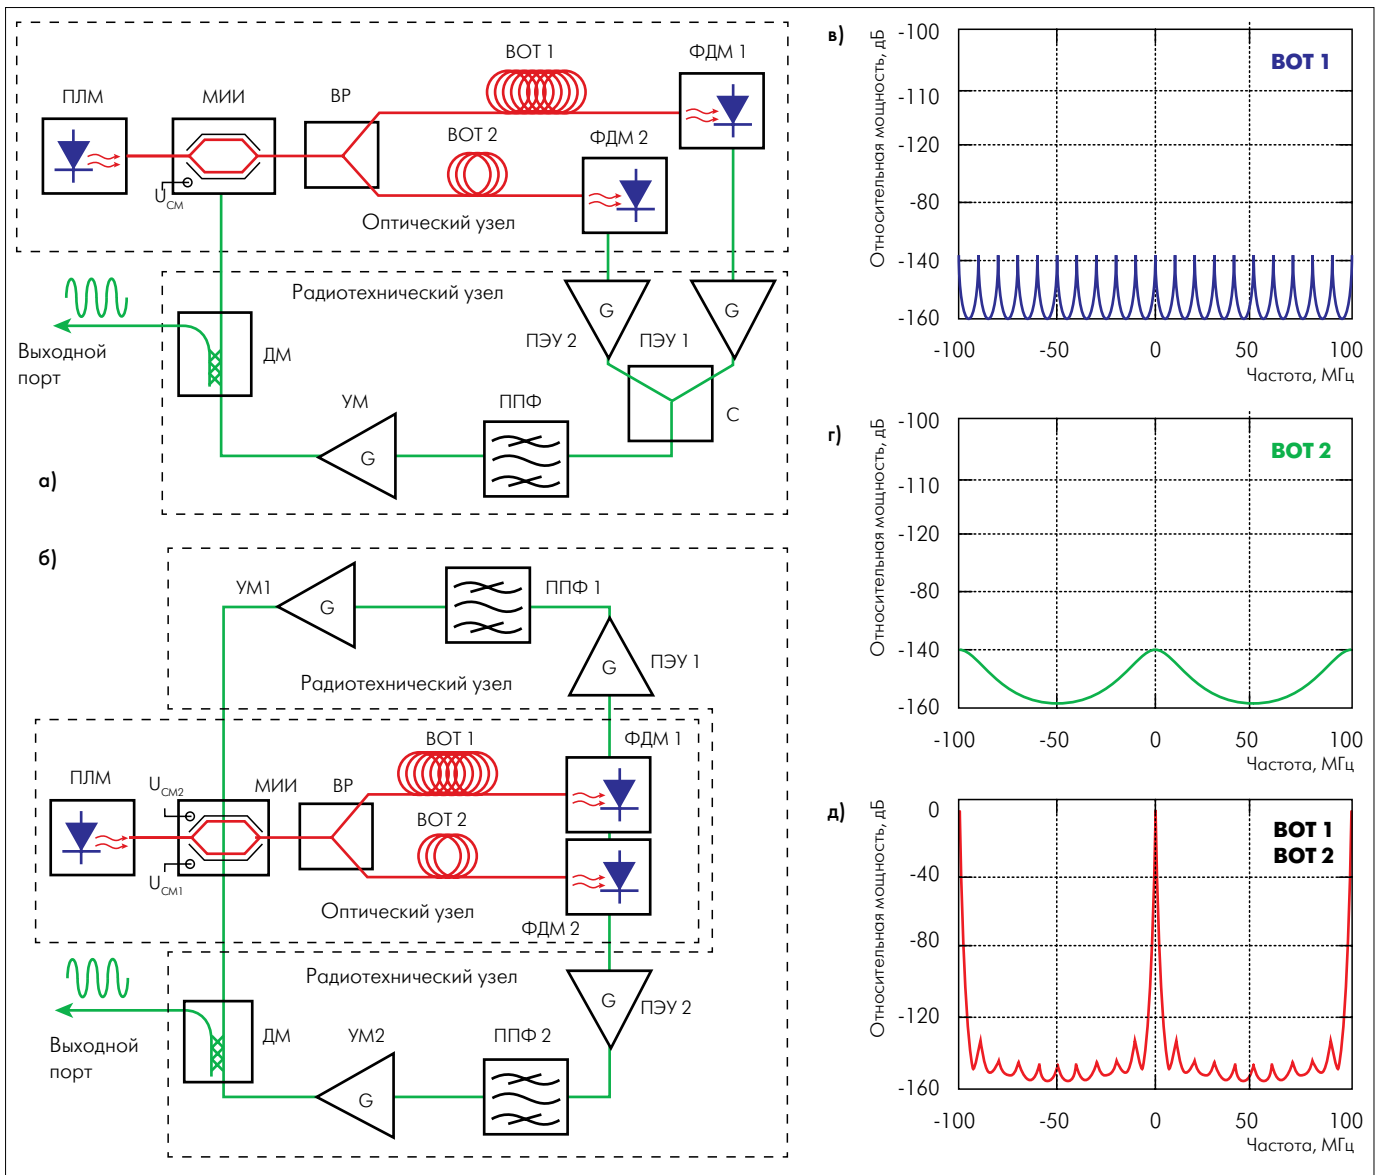 а)
ПЛМ
МИИ
ВР
ВОТ 1
ФДМ 1
ВОТ 2
ФДМ 2
UСМ
Оптический узел
Радиотехнический узел
G
G
ПЭУ 2
ПЭУ 1
Выходной
порт
ДМ
УМ
ППФ
С
G
б)
УМ1
G
ППФ 1
G
ПЭУ 1
Радиотехнический узел
ВОТ 1
ФДМ 1
ПЛМ
UСМ2
МИИ
ВР
ВОТ 2
UСМ1
Оптический узел
ФДМ 2
Радиотехнический узел
G
ПЭУ 2
Выходной
порт
ДМ
УМ2
G
ППФ 2
в)
Относительная мощность, дБ
-100
-110
-120
-80
-140
-160
ВОТ 1
-100
-50
0
50
100
Частота, МГц
г)
Относительная мощность, дБ
-100
-110
-120
-80
-140
-160
ВОТ 2
-100
-50
0
50
100
Частота, МГц
д)
Относительная мощность, дБ
0
-40
-80
-120
-160
ВОТ 1
ВОТ 2
-100
-50
0
50
100
Частота, МГц